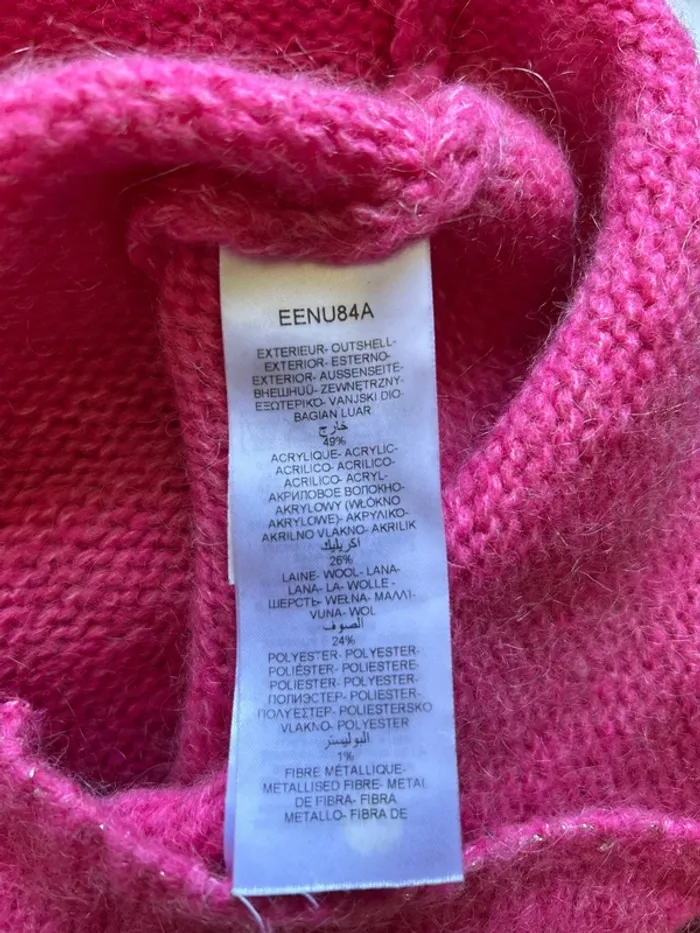 EENU84A
EXTERIEUR- OUTSHELL-
EXTERIOR- ESTERNO-
EXTERIOR- AUSSENSEITE-
ВНЕШНИЙ- ZEWNĘTRZNY-
ΕΞΩΤΕΡΙΚΟ- VANJSKI DIO-
BAGIAN LUAR
خارج
49%
ACRYLIQUE- ACRYLIC-
ACRILICO- ACRILICO-
ACRILICO- ACRYL-
АКРИЛОВОЕ ВОЛОКНО-
AKRYLOWY (WŁÓKNO
AKRYLOWE)- ΑΚΡΥΛΙΚΟ-
AKRILNO VLAKNO- AKRILIK
اكريليك
26%
LAINE- WOOL- LANA-
LANA- LA- WOLLE -
ШЕРСТЬ- WEŁNA- ΜΑΛΛΙ-
VUNA- WOL
الصوف
24%
POLYESTER- POLYESTER-
POLIÉSTER- POLIESTERE-
POLIESTER- POLYESTER-
ПОЛИЭСТЕР- POLIESTER-
ΠΟΛΥΕΣΤΕΡ- POLIESTERSKO
VLAKNO- POLYESTER
البوليستر
1%
FIBRE MÉTALLIQUE-
METALLISED FIBRE- METAL
DE FIBRA- FIBRA
METALLO- FIBRA DE